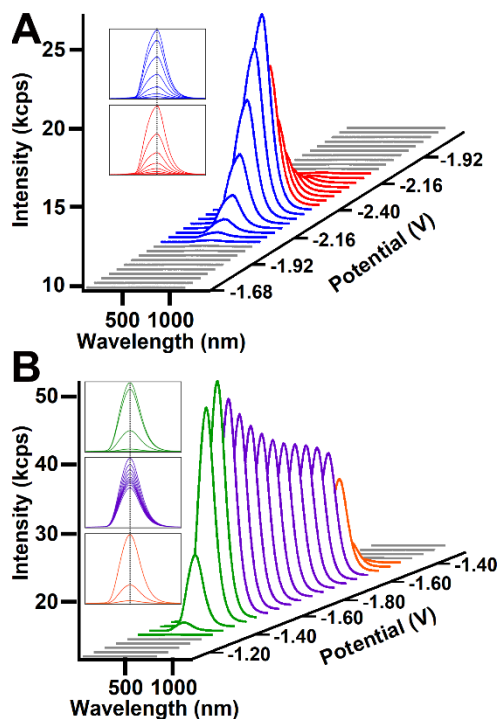 A
Intensity (kcps)
25
20
15
10
500 1000
Wavelength (nm)
-1.68
-1.92
-2.16
-2.40
-2.16
-1.92
Potential (V)
B
Intensity (kcps)
50
40
30
20
500 1000
Wavelength (nm)
-1.20
-1.40
-1.60
-1.80
-1.60
-1.40
Potential (V)